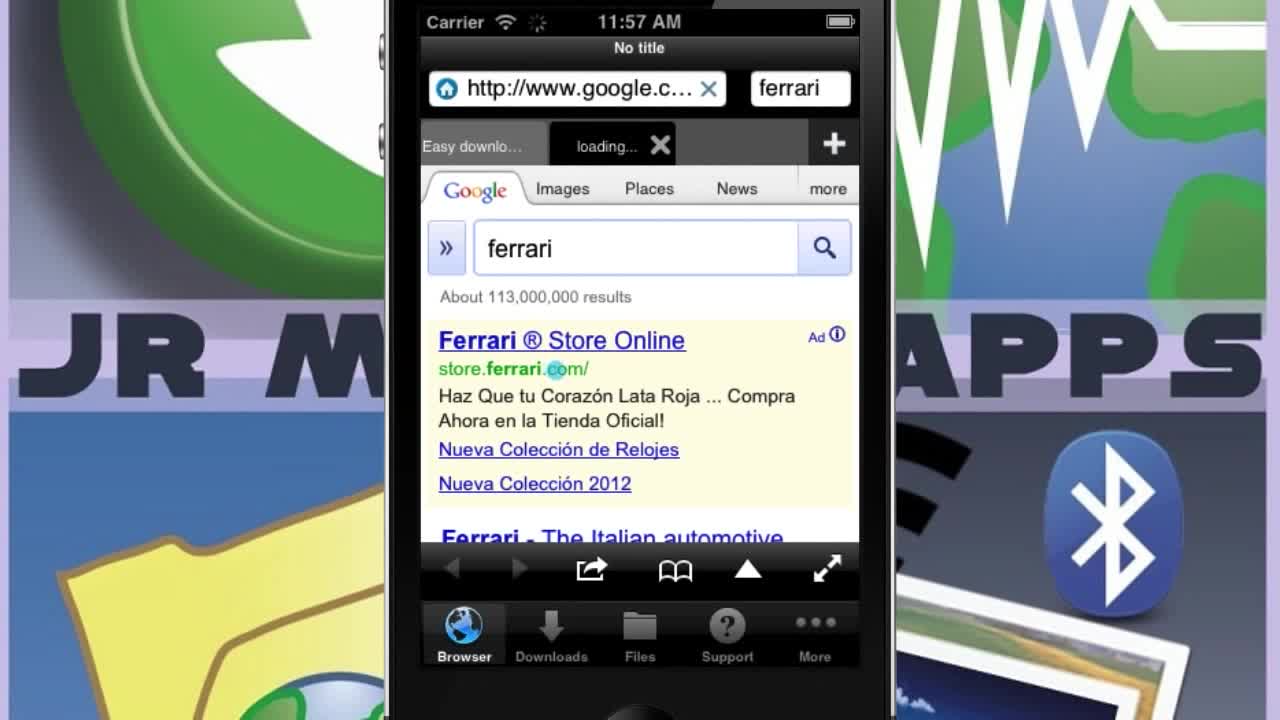 Carrier 11:57 AM
No title
http://www.google.c... ferrari
Easy downlo... loading...
Google Images Places News more
ferrari
About 113,000,000 results
Ferrari ® Store Online Ad
store.ferrari.com/
Haz Que tu Corazón Lata Roja ... Compra
Ahora en la Tienda Oficial!
Nueva Colección de Relojes
Nueva Colección 2012
Ferrari - The Italian automotive
Browser Downloads Files Support More
JR M APPS